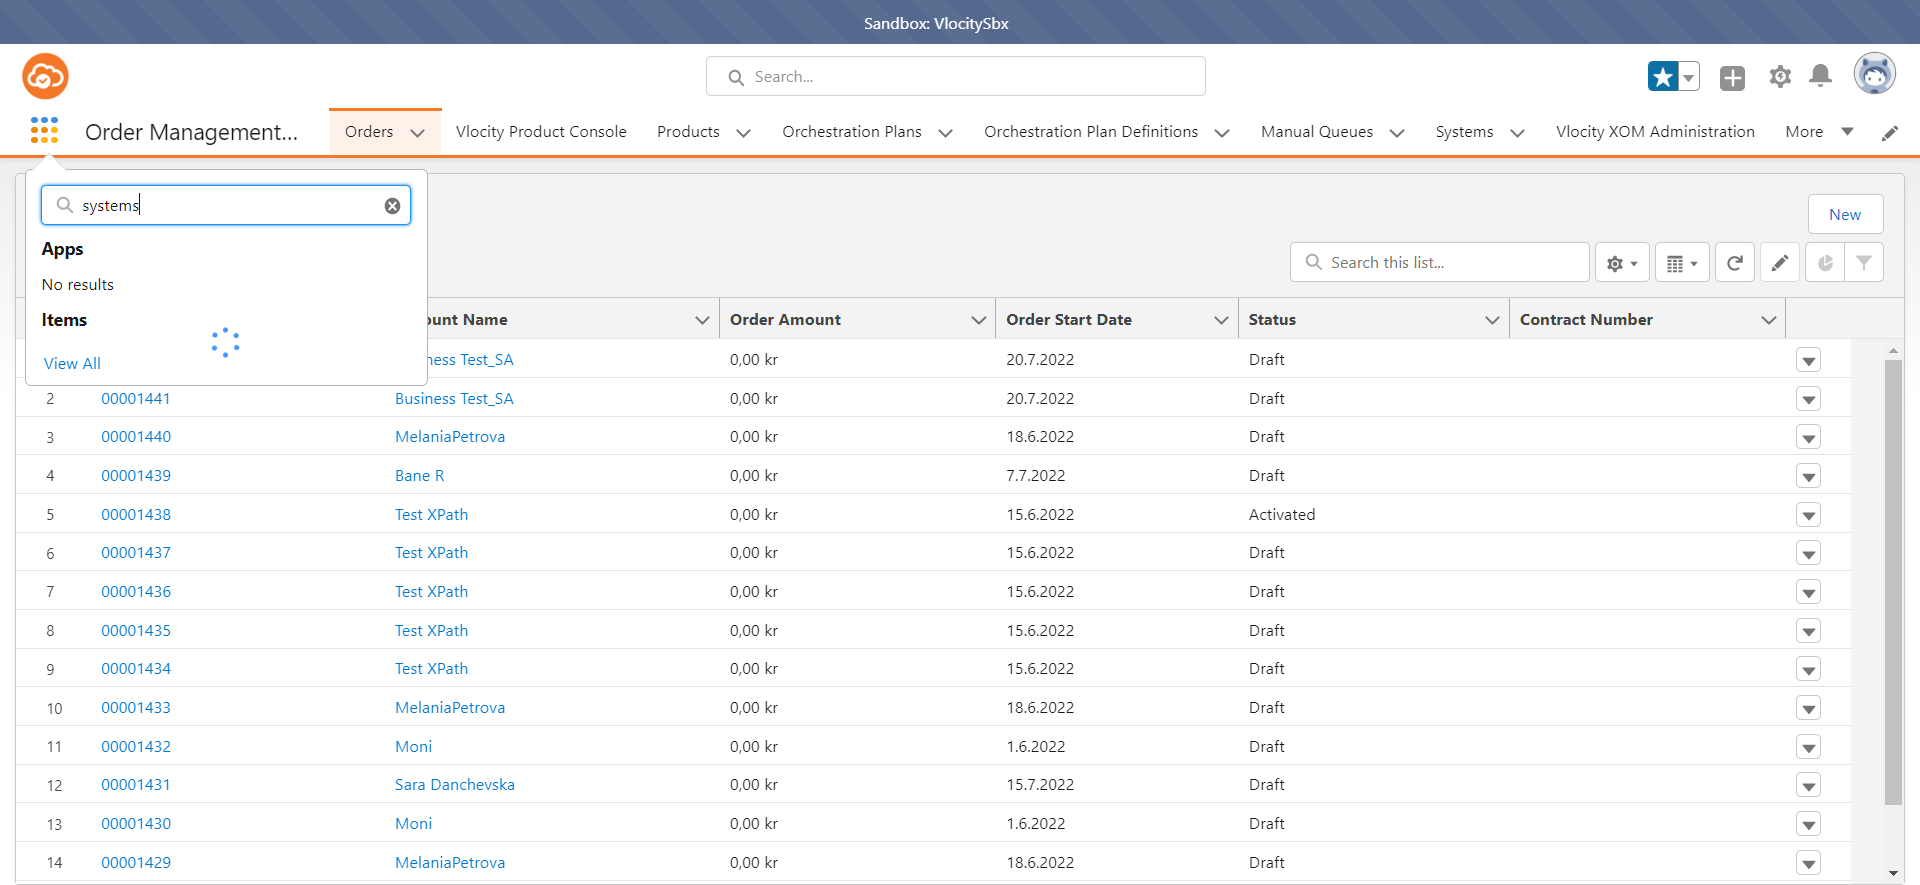 Sandbox: VlocitySbx
Search...
Order Management...
Orders
Vlocity Product Console
Products
Orchestration Plans
Orchestration Plan Definitions
Manual Queues
Systems
Vlocity XOM Administration
More
systems
Apps
No results
Items
View All
New
Search this list...
ount Name
Order Amount
Order Start Date
Status
Contract Number
ness Test_SA 0,00 kr 20.7.2022 Draft
2 00001441 Business Test_SA 0,00 kr 20.7.2022 Draft
3 00001440 MelaniaPetrova 0,00 kr 18.6.2022 Draft
4 00001439 Bane R 0,00 kr 7.7.2022 Draft
5 00001438 Test XPath 0,00 kr 15.6.2022 Activated
6 00001437 Test XPath 0,00 kr 15.6.2022 Draft
7 00001436 Test XPath 0,00 kr 15.6.2022 Draft
8 00001435 Test XPath 0,00 kr 15.6.2022 Draft
9 00001434 Test XPath 0,00 kr 15.6.2022 Draft
10 00001433 MelaniaPetrova 0,00 kr 18.6.2022 Draft
11 00001432 Moni 0,00 kr 1.6.2022 Draft
12 00001431 Sara Danchevska 0,00 kr 15.7.2022 Draft
13 00001430 Moni 0,00 kr 1.6.2022 Draft
14 00001429 MelaniaPetrova 0,00 kr 18.6.2022 Draft